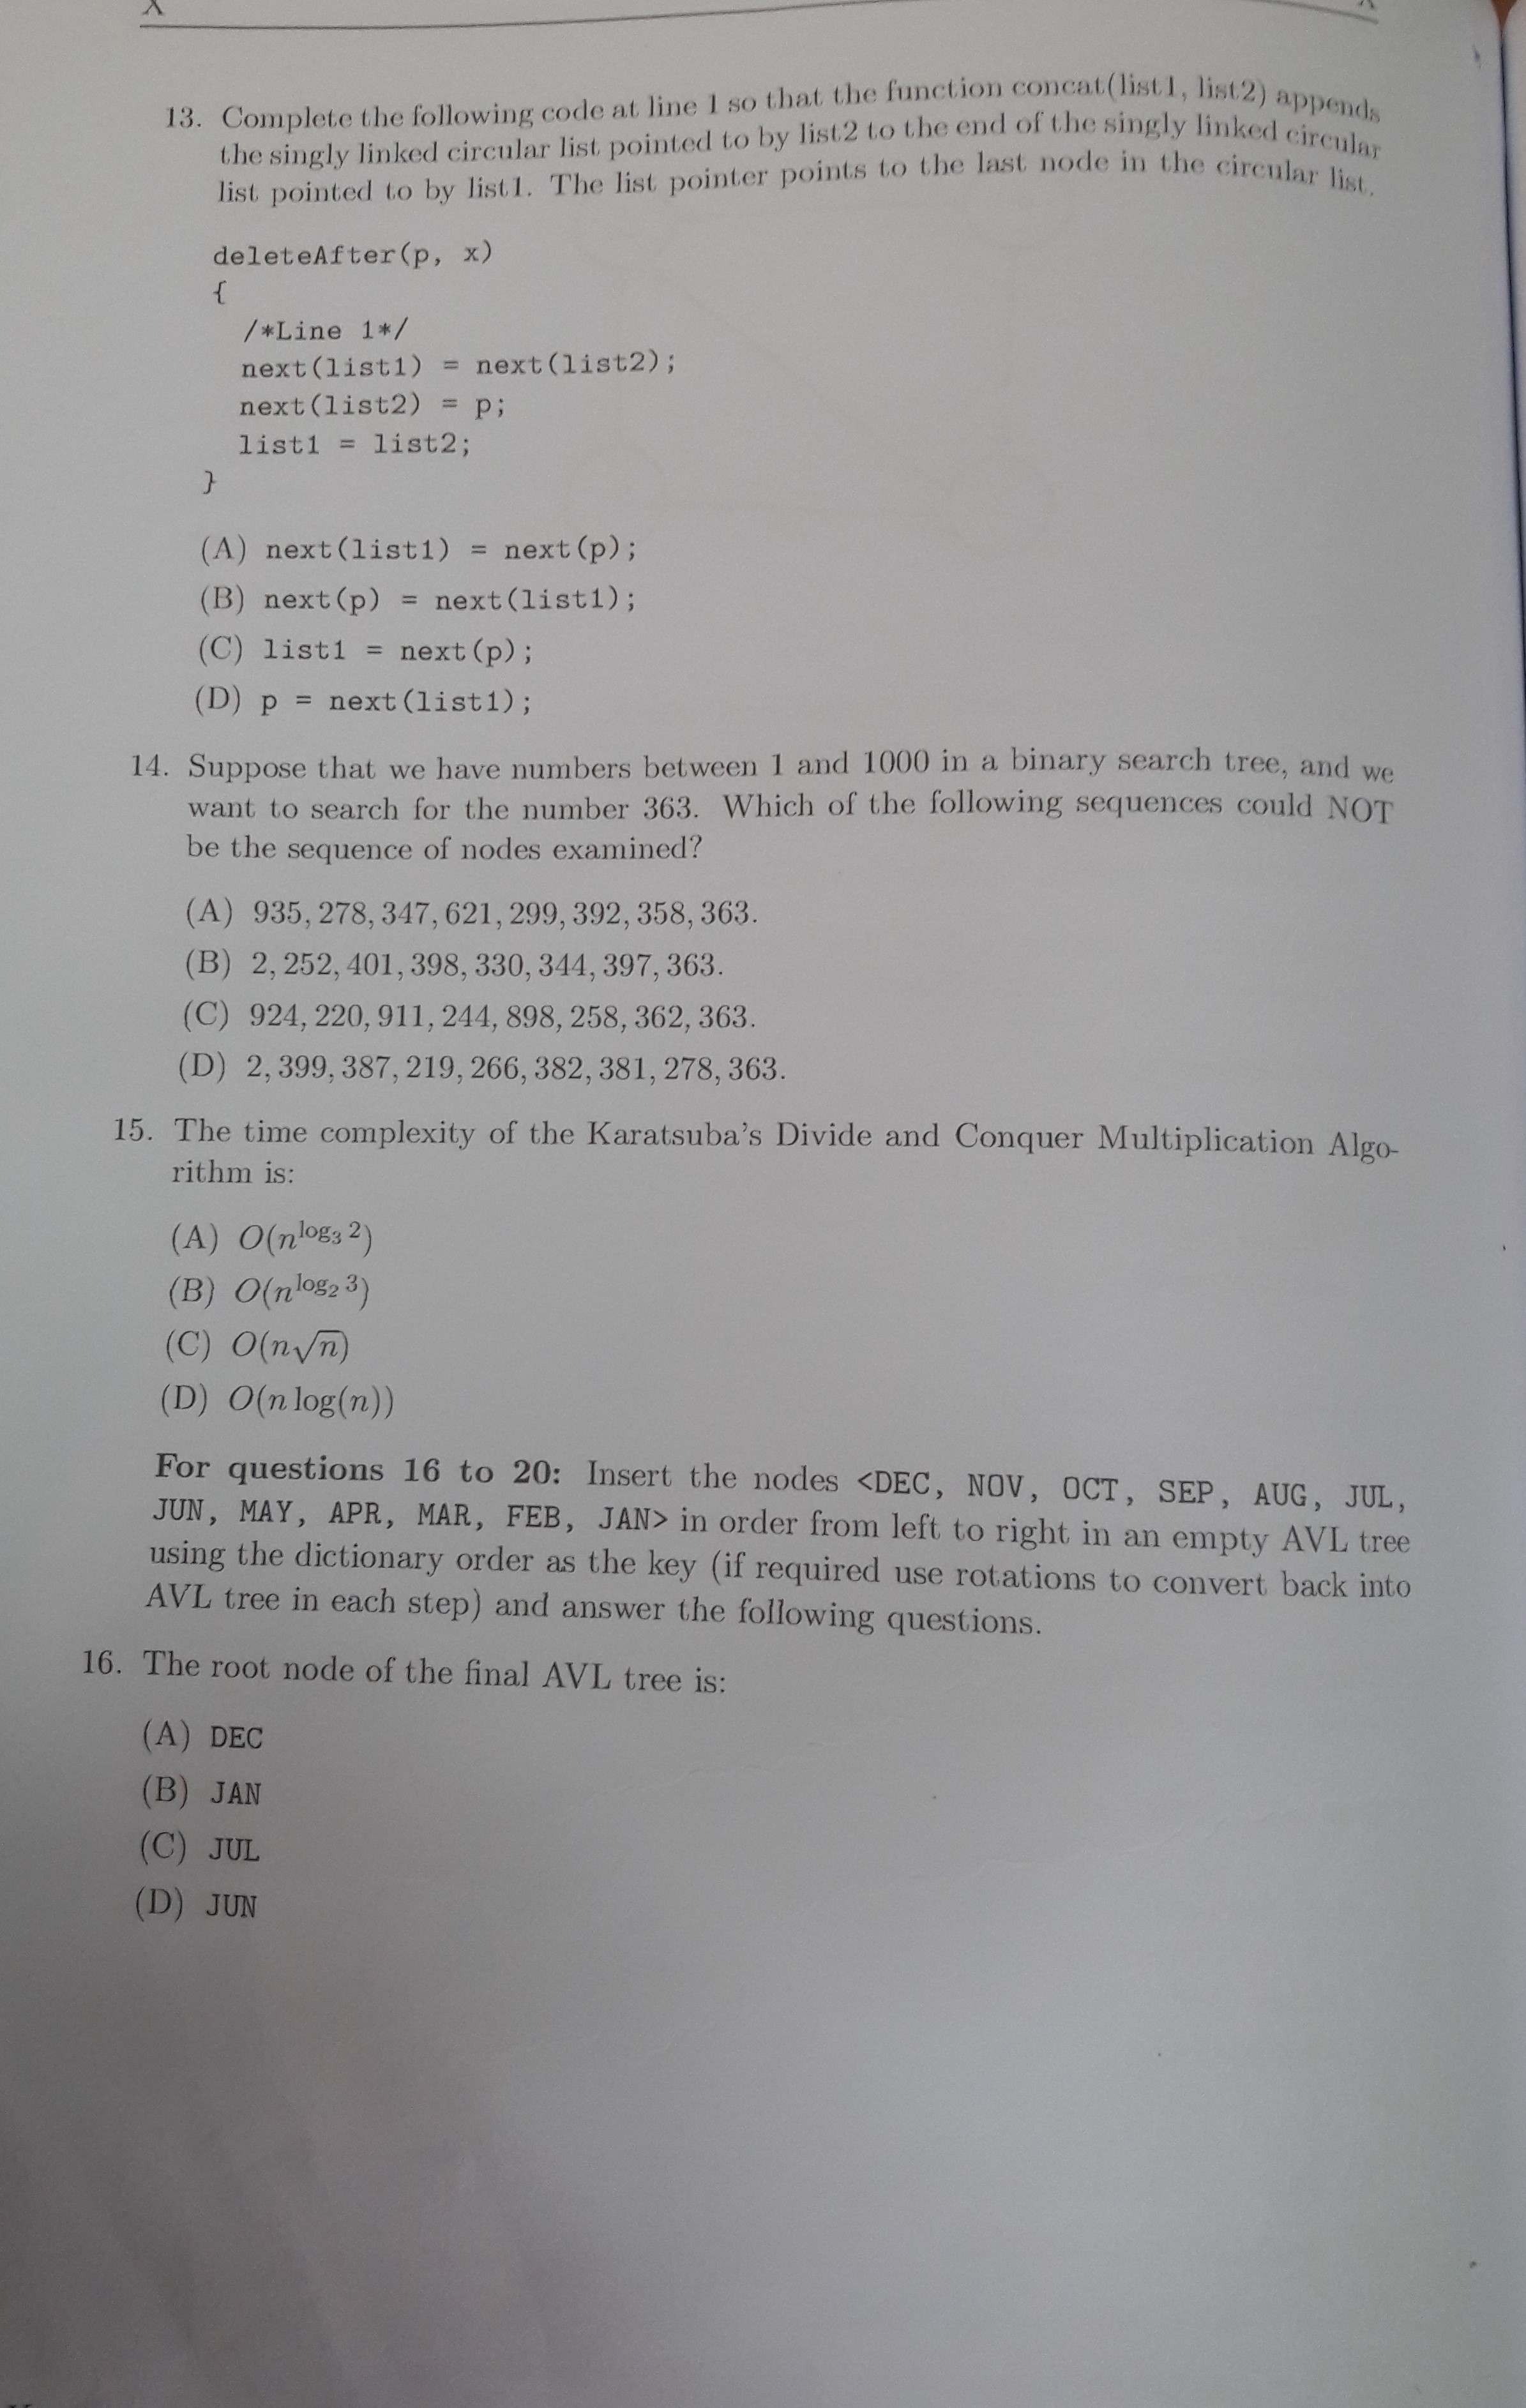 13. Complete the following code at line 1 so that the function concat(list1, list2) appends
the singly linked circular list pointed to by list2 to the end of the singly linked circular
list pointed to by list1. The list pointer points to the last node in the circular list.
deleteAfter(p, x)
{
/*Line 1*/
next(list1) = next(list2);
next(list2) = p;
list1 = list2;
}
(A) next(list1) = next(p);
(B) next(p) = next(list1);
(C) list1 = next(p);
(D) p = next(list1);
14. Suppose that we have numbers between 1 and 1000 in a binary search tree, and we
want to search for the number 363. Which of the following sequences could NOT
be the sequence of nodes examined?
(A) 935, 278, 347, 621, 299, 392, 358, 363.
(B) 2, 252, 401, 398, 330, 344, 397, 363.
(C) 924, 220, 911, 244, 898, 258, 362, 363.
(D) 2, 399, 387, 219, 266, 382, 381, 278, 363.
15. The time complexity of the Karatsuba's Divide and Conquer Multiplication Algo-
rithm is:
(A) O(n^{log₃ 2})
(B) O(n^{log₂ 3})
(C) O(n√n)
(D) O(n log(n))
For questions 16 to 20: Insert the nodes <DEC, NOV, OCT, SEP, AUG, JUL,
JUN, MAY, APR, MAR, FEB, JAN> in order from left to right in an empty AVL tree
using the dictionary order as the key (if required use rotations to convert back into
AVL tree in each step) and answer the following questions.
16. The root node of the final AVL tree is:
(A) DEC
(B) JAN
(C) JUL
(D) JUN